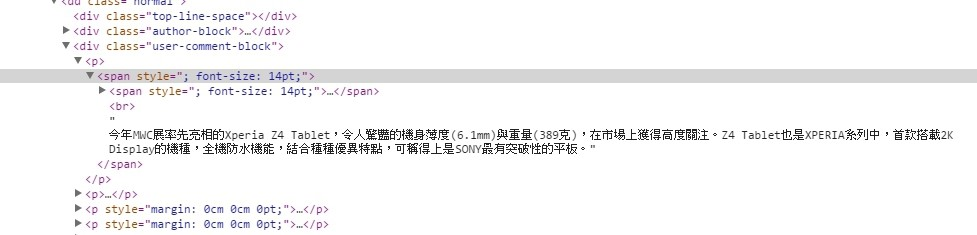 ▼<dd class="normal">
<div class="top-line-space"></div>
▶<div class="author-block">…</div>
▼<div class="user-comment-block">
▼<p>
▼<span style="; font-size: 14pt;">
▶<span style="; font-size: 14pt;">…</span>
<br>
"
今年MWC展率先亮相的Xperia Z4 Tablet，令人驚豔的機身薄度(6.1mm)與重量(389克)，在市場上獲得高度關注。Z4 Tablet也是XPERIA系列中，首款搭載2K
Display的機種，全機防水機能，結合種種優異特點，可稱得上是SONY最有突破性的平板。"
</span>
</p>
▶<p>…</p>
▶<p style="margin: 0cm 0cm 0pt;">…</p>
▶<p style="margin: 0cm 0cm 0pt;">…</p>